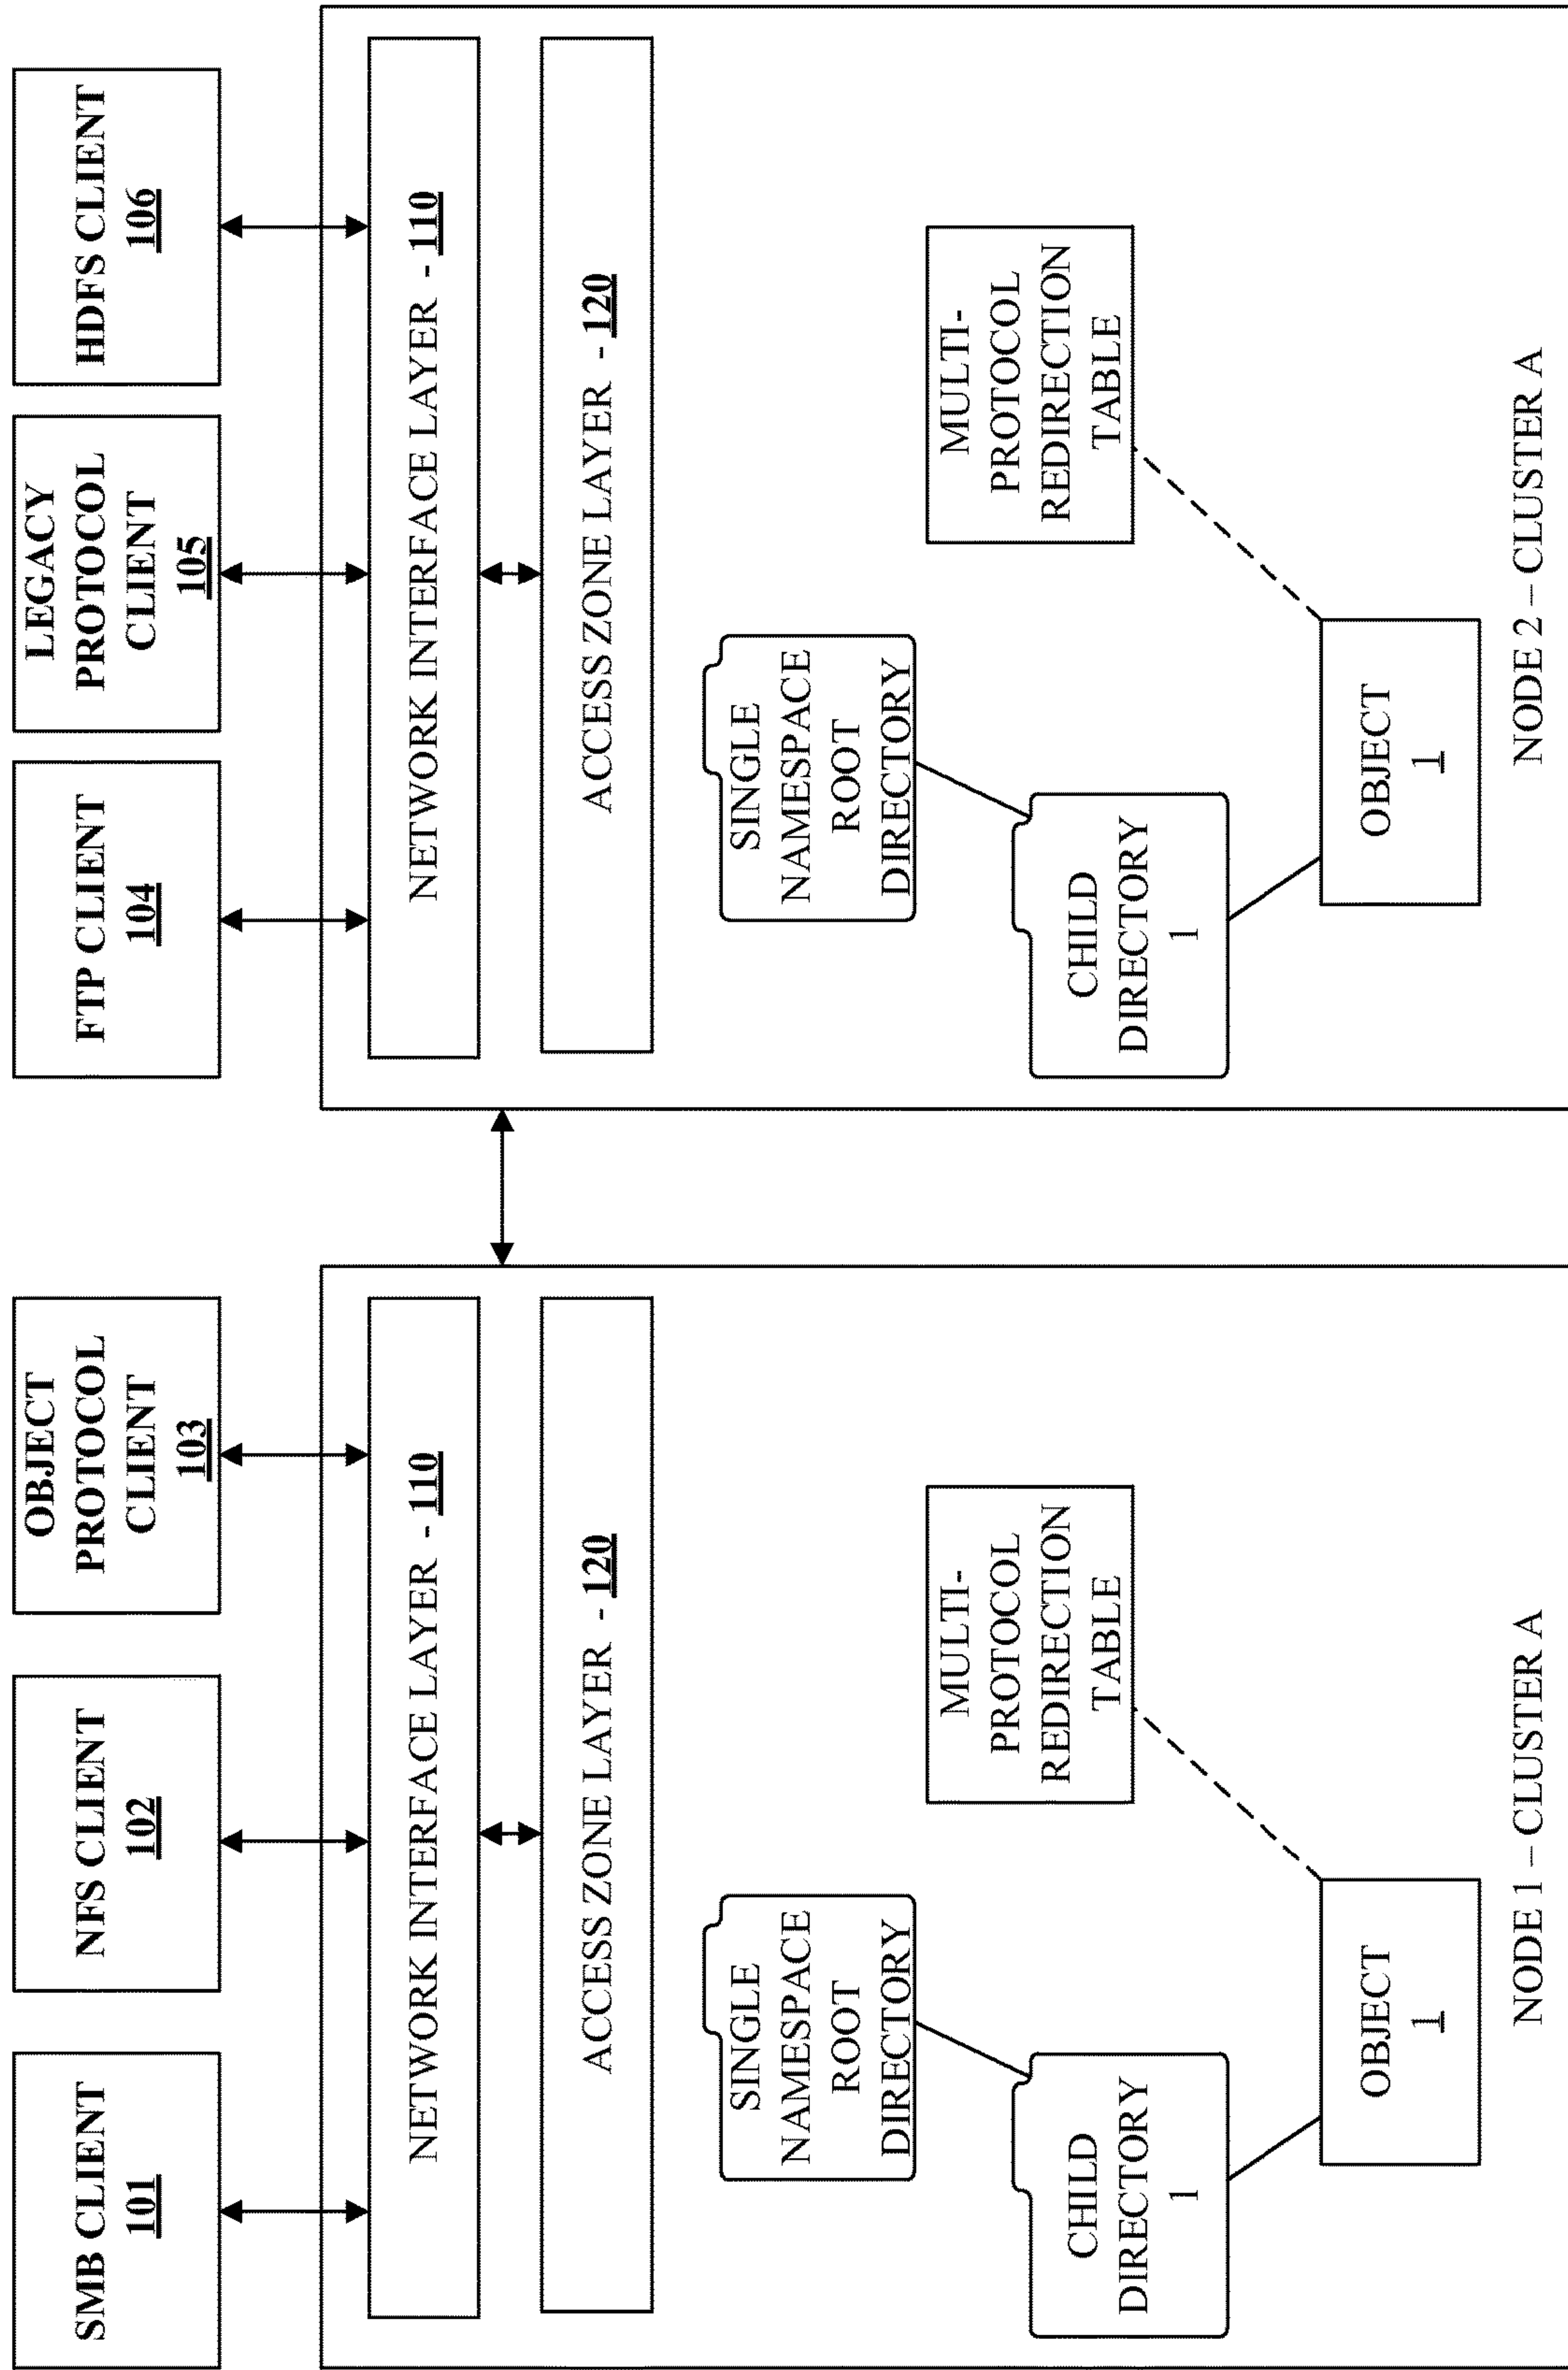 SMB CLIENT
101
NFS CLIENT
102
OBJECT
PROTOCOL
CLIENT
103
FTP CLIENT
104
LEGACY
PROTOCOL
CLIENT
105
HDFS CLIENT
106
NETWORK INTERFACE LAYER - 110
ACCESS ZONE LAYER - 120
SINGLE
NAMESPACE
ROOT
DIRECTORY
CHILD
DIRECTORY
1
MULTI-
PROTOCOL
REDIRECTION
TABLE
OBJECT
1
NODE 1 – CLUSTER A
NETWORK INTERFACE LAYER - 110
ACCESS ZONE LAYER - 120
SINGLE
NAMESPACE
ROOT
DIRECTORY
CHILD
DIRECTORY
1
MULTI-
PROTOCOL
REDIRECTION
TABLE
OBJECT
1
NODE 2 – CLUSTER A